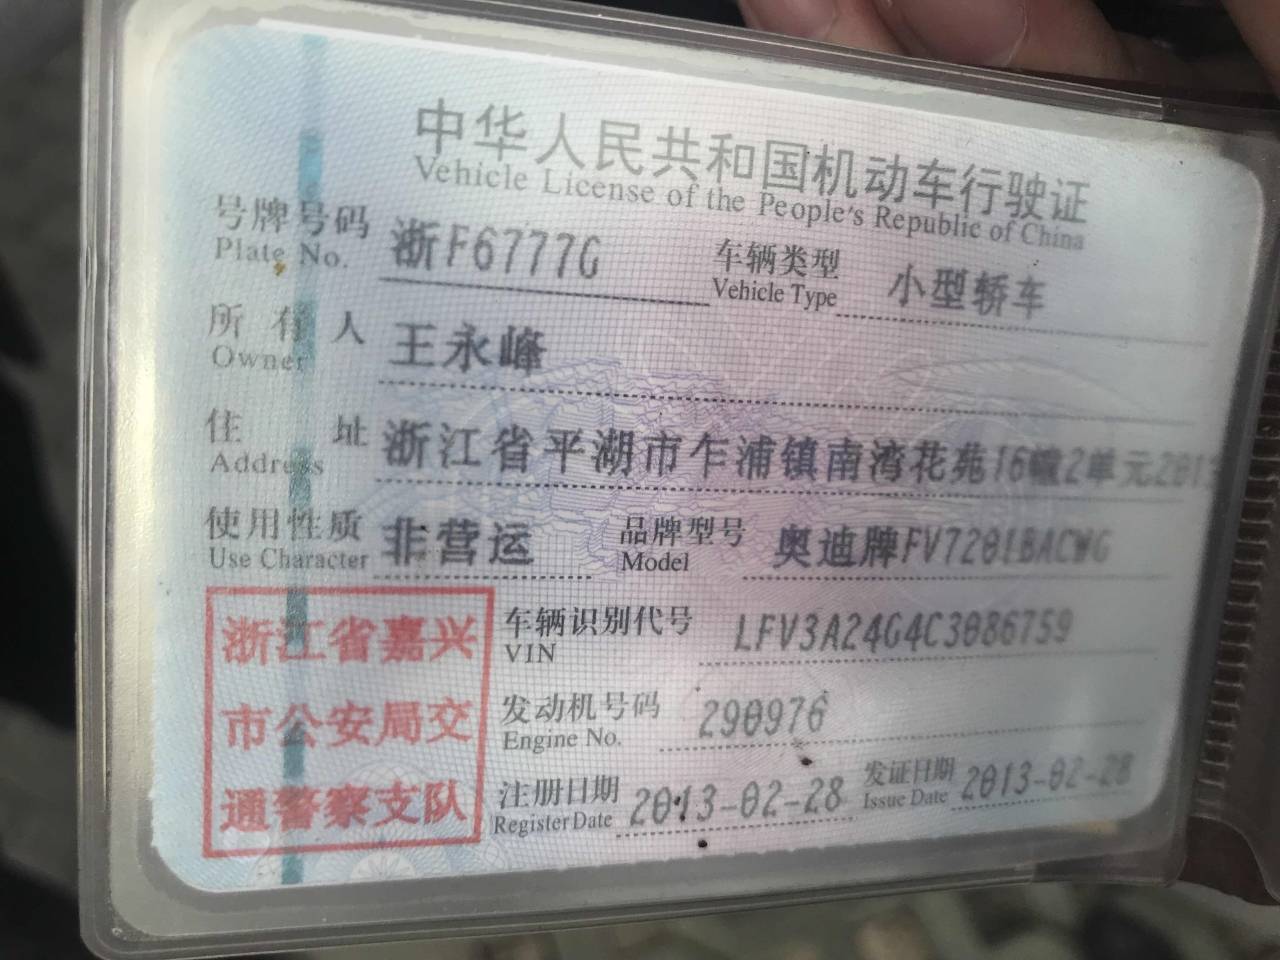 中华人民共和国机动车行驶证
Vehicle License of the People's Republic of China
号牌号码 浙F6777G 车辆类型 小型轿车
Plate No. Vehicle Type
所有人 王永峰
Owner
住址 浙江省平湖市乍浦镇南湾花苑16幢2单元201
Address
使用性质 非营运 品牌型号 奥迪牌FV7201BACWG
Use Character Model
浙江省嘉兴
市公安局交
通警察支队
车辆识别代号 LFV3A24G4C3086759
VIN
发动机号码 290976
Engine No.
注册日期 2013-02-28 发证日期 2013-02-28
Register Date Issue Date